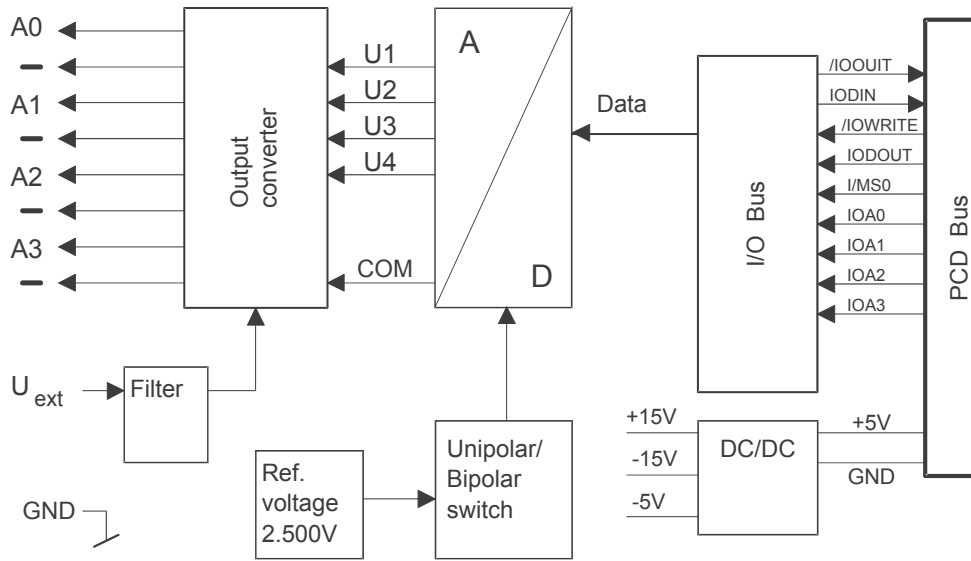 A0
–
A1
–
A2
–
A3
–
Output
converter
U1
U2
U3
U4
COM
A
D
Data
I/O Bus
/IOOUIT
IODIN
/IOWRITE
IODOUT
I/MS0
IOA0
IOA1
IOA2
IOA3
PCD Bus
U ext
Filter
GND
Ref.
voltage
2.500V
Unipolar/
Bipolar
switch
+15V
-15V
-5V
DC/DC
+5V
GND